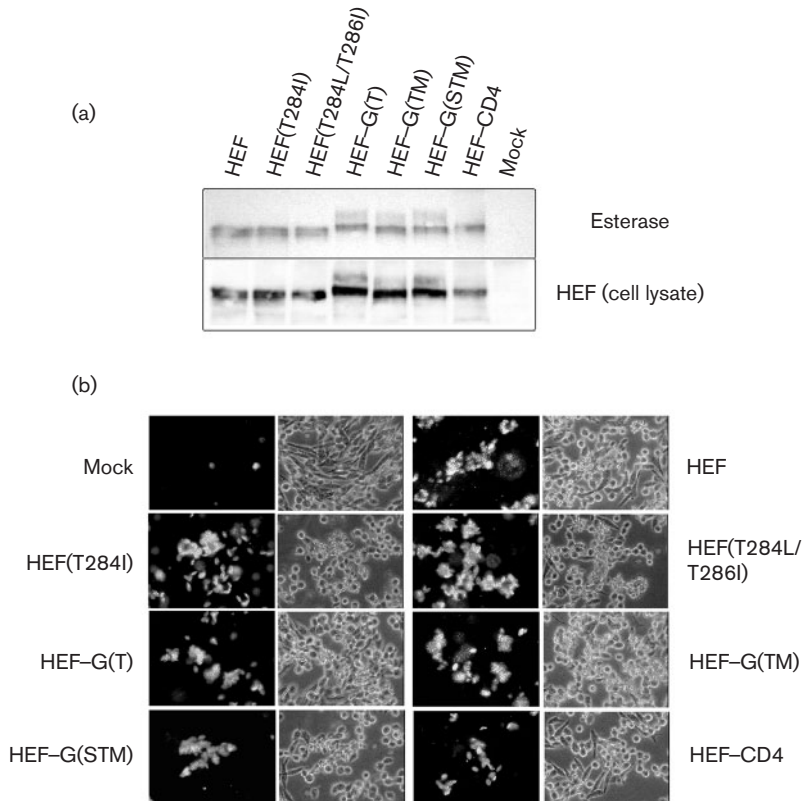 (a)
HEF
HEF(T284I)
HEF(T284L/T286I)
HEF–G(T)
HEF–G(TM)
HEF–G(STM)
HEF–CD4
Mock
Esterase
HEF (cell lysate)
(b)
Mock
HEF
HEF(T284I)
HEF(T284L/
T286I)
HEF–G(T)
HEF–G(TM)
HEF–G(STM)
HEF–CD4